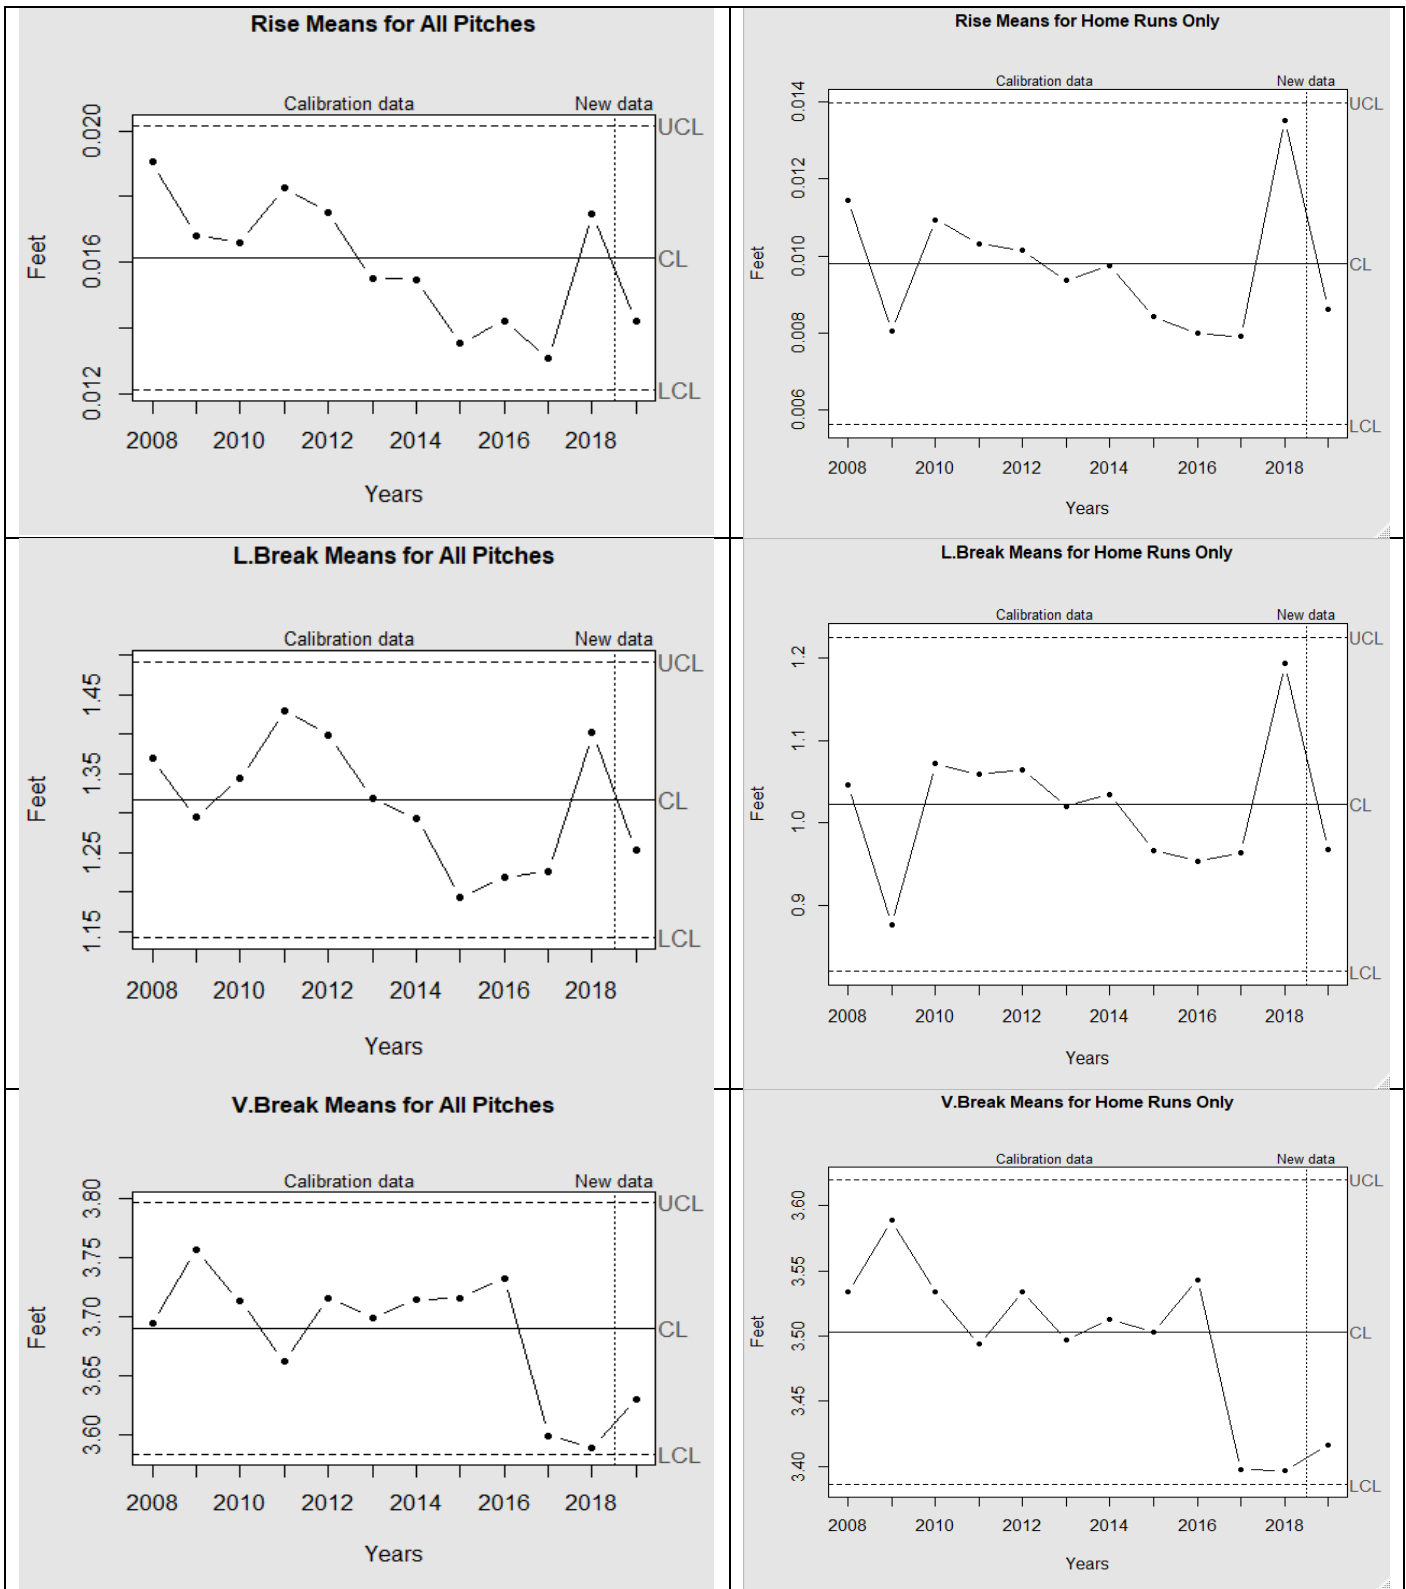 Rise Means for All Pitches
Calibration data New data
0.020
0.016
0.012
Feet
UCL
CL
LCL
2008 2010 2012 2014 2016 2018
Years
Rise Means for Home Runs Only
Calibration data New data
0.014
0.012
0.010
0.008
0.006
Feet
UCL
CL
LCL
2008 2010 2012 2014 2016 2018
Years
L.Break Means for All Pitches
Calibration data New data
1.45
1.35
1.25
1.15
Feet
UCL
CL
LCL
2008 2010 2012 2014 2016 2018
Years
L.Break Means for Home Runs Only
Calibration data New data
1.2
1.1
1.0
0.9
Feet
UCL
CL
LCL
2008 2010 2012 2014 2016 2018
Years
V.Break Means for All Pitches
Calibration data New data
3.80
3.75
3.70
3.65
3.60
Feet
UCL
CL
LCL
2008 2010 2012 2014 2016 2018
Years
V.Break Means for Home Runs Only
Calibration data New data
3.60
3.55
3.50
3.45
3.40
Feet
UCL
CL
LCL
2008 2010 2012 2014 2016 2018
Years